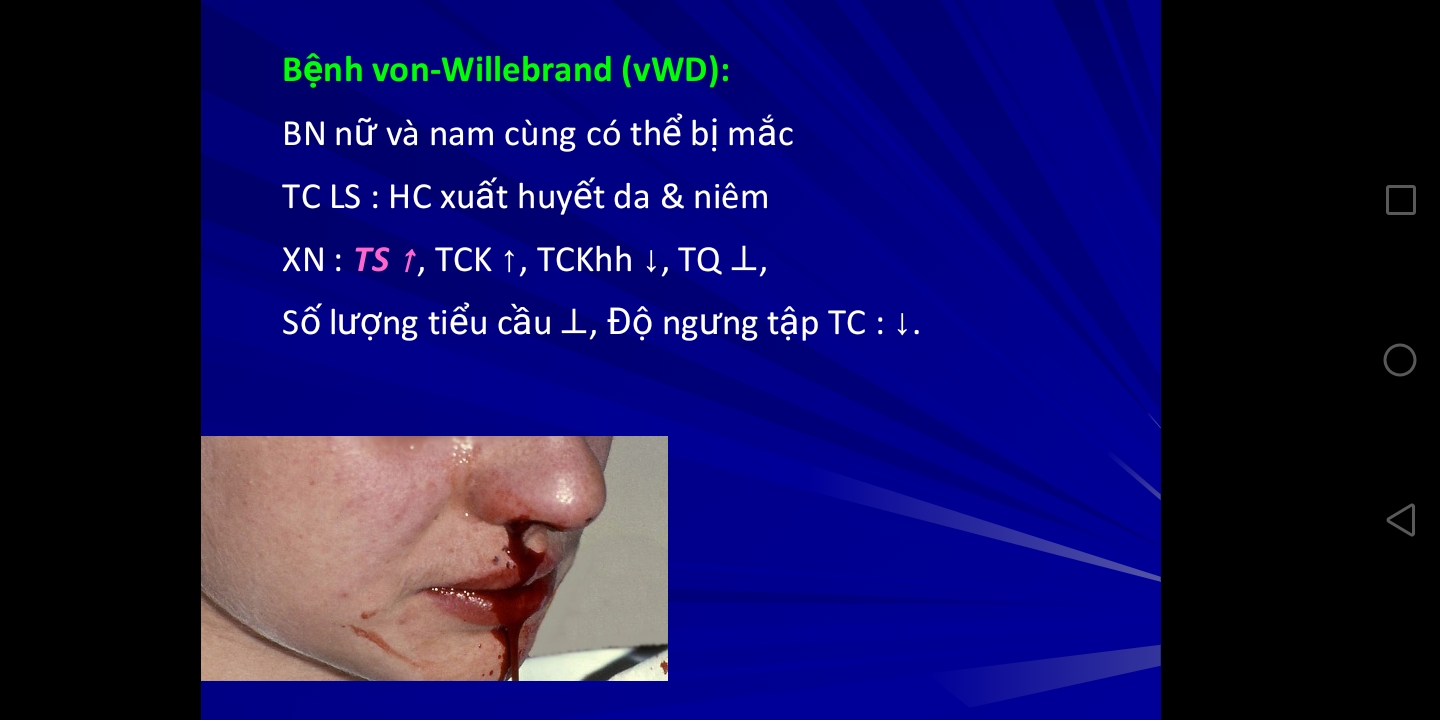 Bệnh von-Willebrand (vWD):
BN nữ và nam cùng có thể bị mắc
TC LS : HC xuất huyết da & niêm
XN : TS ↑, TCK ↑, TCKhh ↓, TQ ⊥,
Số lượng tiểu cầu ⊥, Độ ngưng tập TC : ↓.